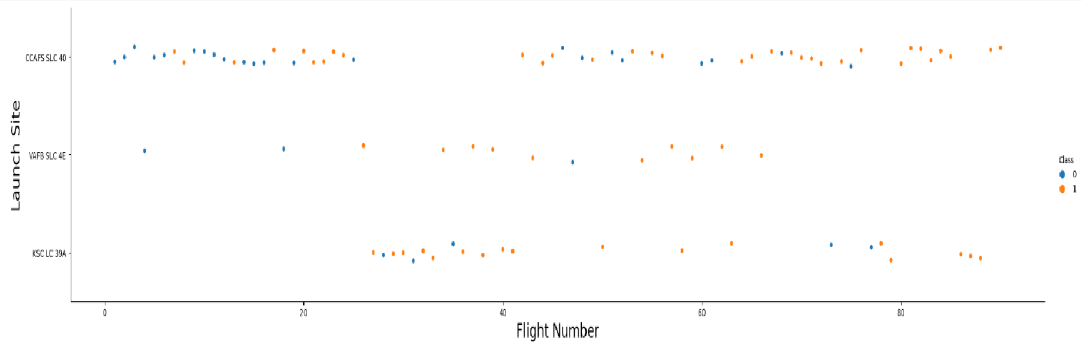 Launch Site
CCAFS SLC 40
VAFB SLC 4E
KSC LC 39A
0
20
40
60
80
Flight Number
Class
0
1